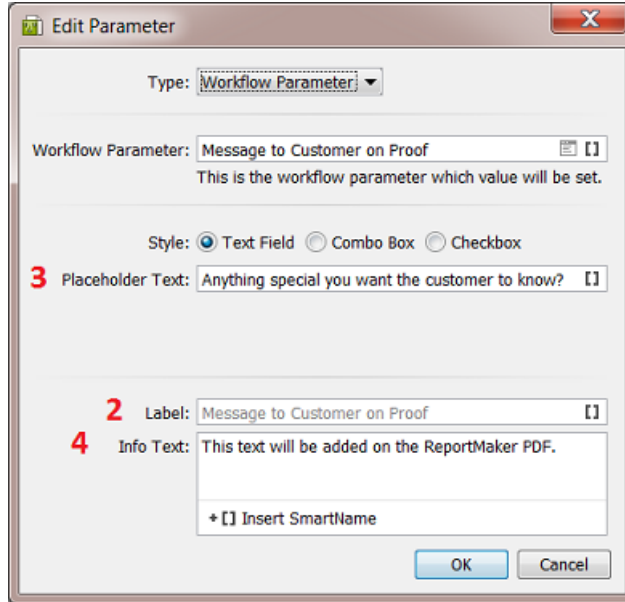 Edit Parameter
Type: Workflow Parameter
Workflow Parameter: Message to Customer on Proof []
This is the workflow parameter which value will be set.
Style: Text Field Combo Box Checkbox
3 Placeholder Text: Anything special you want the customer to know? []
2 Label: Message to Customer on Proof []
4 Info Text: This text will be added on the ReportMaker PDF.
+[] Insert SmartName
OK Cancel